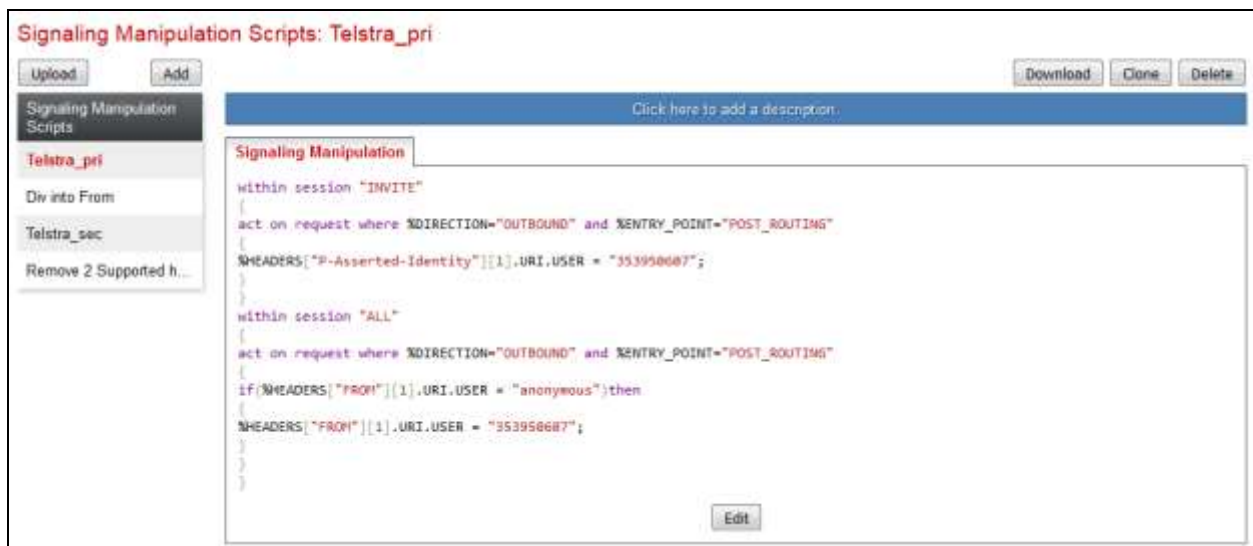 Signaling Manipulation Scripts: Telstra_pri
Upload
Add
Download
Clone
Delete
Signaling Manipulation
Scripts
Telstra_pri
Div into From
Telstra_sec
Remove 2 Supported h...
Click here to add a description.
Signaling Manipulation
within session "INVITE"
{
act on request where %DIRECTION="OUTBOUND" and %ENTRY_POINT="POST_ROUTING"
{
%HEADERS["P-Asserted-Identity"][1].URI.USER = "353950607";
}
}
within session "ALL"
{
act on request where %DIRECTION="OUTBOUND" and %ENTRY_POINT="POST_ROUTING"
{
if(%HEADERS["FROM"][1].URI.USER = "anonymous")then
{
%HEADERS["FROM"][1].URI.USER = "353950607";
}
}
}
Edit